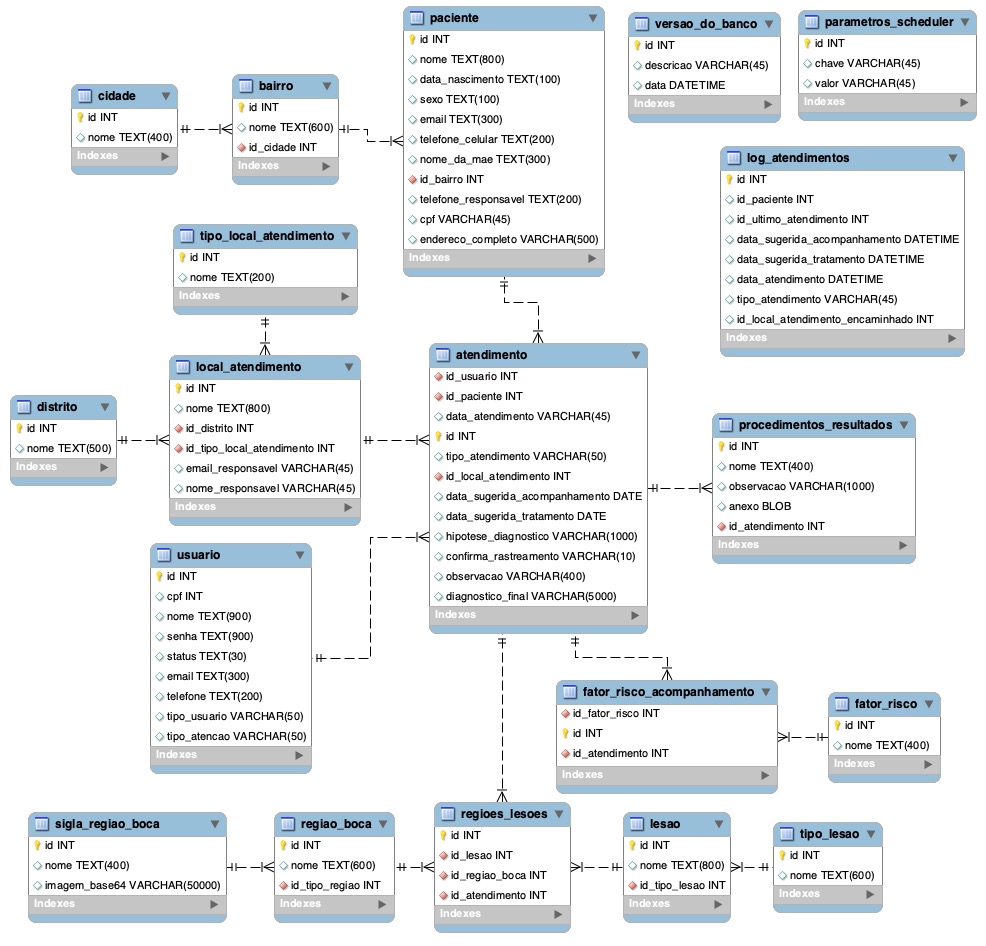 paciente
id INT
nome TEXT(800)
data_nascimento TEXT(100)
sexo TEXT(100)
email TEXT(300)
telefone_celular TEXT(200)
nome_da_mae TEXT(300)
id_bairro INT
telefone_responsavel TEXT(200)
cpf VARCHAR(45)
endereco_completo VARCHAR(500)
Indexes
versao_do_banco
id INT
descricao VARCHAR(45)
data DATETIME
Indexes
parametros_scheduler
id INT
chave VARCHAR(45)
valor VARCHAR(45)
Indexes
cidade
id INT
nome TEXT(400)
Indexes
bairro
id INT
nome TEXT(600)
id_cidade INT
Indexes
log_atendimentos
id INT
id_paciente INT
id_ultimo_atendimento INT
data_sugerida_acompanhamento DATETIME
data_sugerida_tratamento DATETIME
data_atendimento DATETIME
tipo_atendimento VARCHAR(45)
id_local_atendimento_encaminhado INT
Indexes
tipo_local_atendimento
id INT
nome TEXT(200)
Indexes
local_atendimento
id INT
nome TEXT(800)
id_distrito INT
id_tipo_local_atendimento INT
email_responsavel VARCHAR(45)
nome_responsavel VARCHAR(45)
Indexes
distrito
id INT
nome TEXT(500)
Indexes
atendimento
id_usuario INT
id_paciente INT
data_atendimento VARCHAR(45)
id INT
tipo_atendimento VARCHAR(50)
id_local_atendimento INT
data_sugerida_acompanhamento DATE
data_sugerida_tratamento DATE
hipotese_diagnostico VARCHAR(1000)
confirma_rastreamento VARCHAR(10)
observacao VARCHAR(400)
diagnostico_final VARCHAR(5000)
Indexes
procedimentos_resultados
id INT
nome TEXT(400)
observacao VARCHAR(1000)
anexo BLOB
id_atendimento INT
Indexes
usuario
id INT
cpf INT
nome TEXT(900)
senha TEXT(900)
status TEXT(30)
email TEXT(300)
telefone TEXT(200)
tipo_usuario VARCHAR(50)
tipo_atencao VARCHAR(50)
Indexes
fator_risco_acompanhamento
id_fator_risco INT
id INT
id_atendimento INT
Indexes
fator_risco
id INT
nome TEXT(400)
Indexes
sigla_regiao_boca
id INT
nome TEXT(400)
imagem_base64 VARCHAR(50000)
Indexes
regiao_boca
id INT
nome TEXT(600)
id_tipo_regiao INT
Indexes
regioes_lesoes
id INT
id_lesao INT
id_regiao_boca INT
id_atendimento INT
Indexes
lesao
id INT
nome TEXT(800)
id_tipo_lesao INT
Indexes
tipo_lesao
id INT
nome TEXT(600)
Indexes